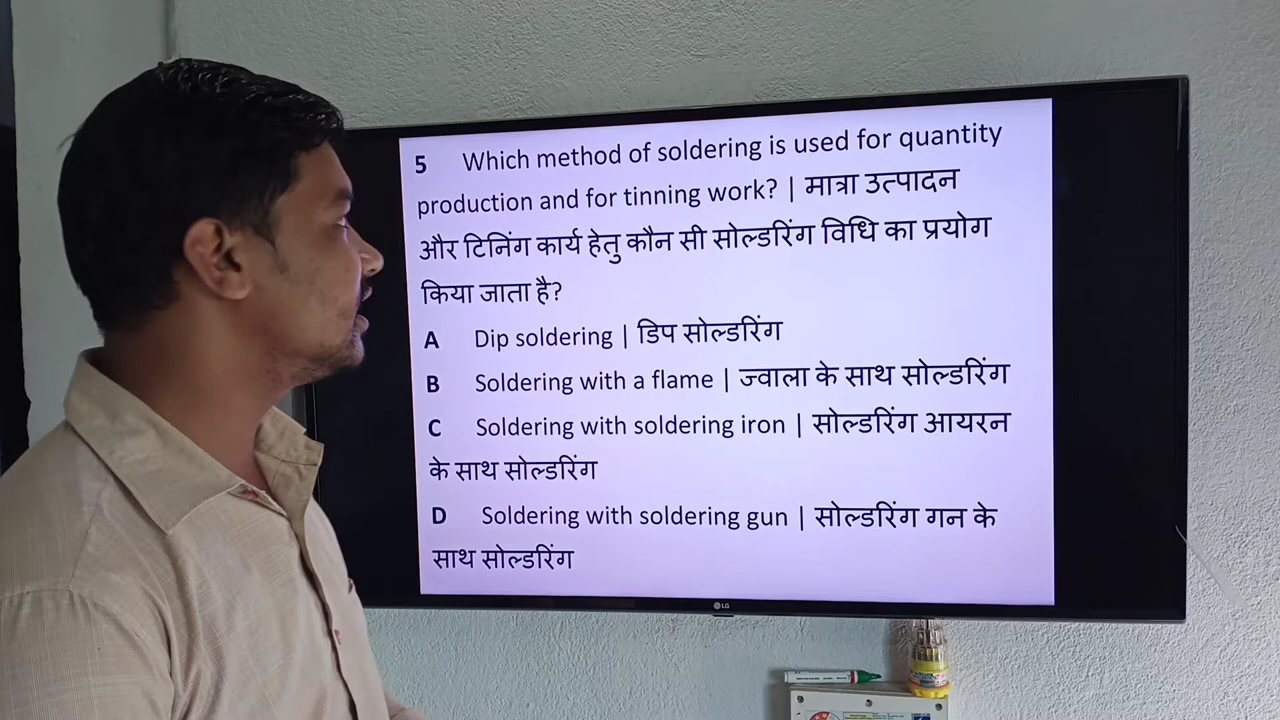 5 Which method of soldering is used for quantity
production and for tinning work? | मात्रा उत्पादन
और टिनिंग कार्य हेतु कौन सी सोल्डरिंग विधि का प्रयोग
किया जाता है?
A Dip soldering | डिप सोल्डरिंग
B Soldering with a flame | ज्वाला के साथ सोल्डरिंग
C Soldering with soldering iron | सोल्डरिंग आयरन
के साथ सोल्डरिंग
D Soldering with soldering gun | सोल्डरिंग गन के
साथ सोल्डरिंग
LG